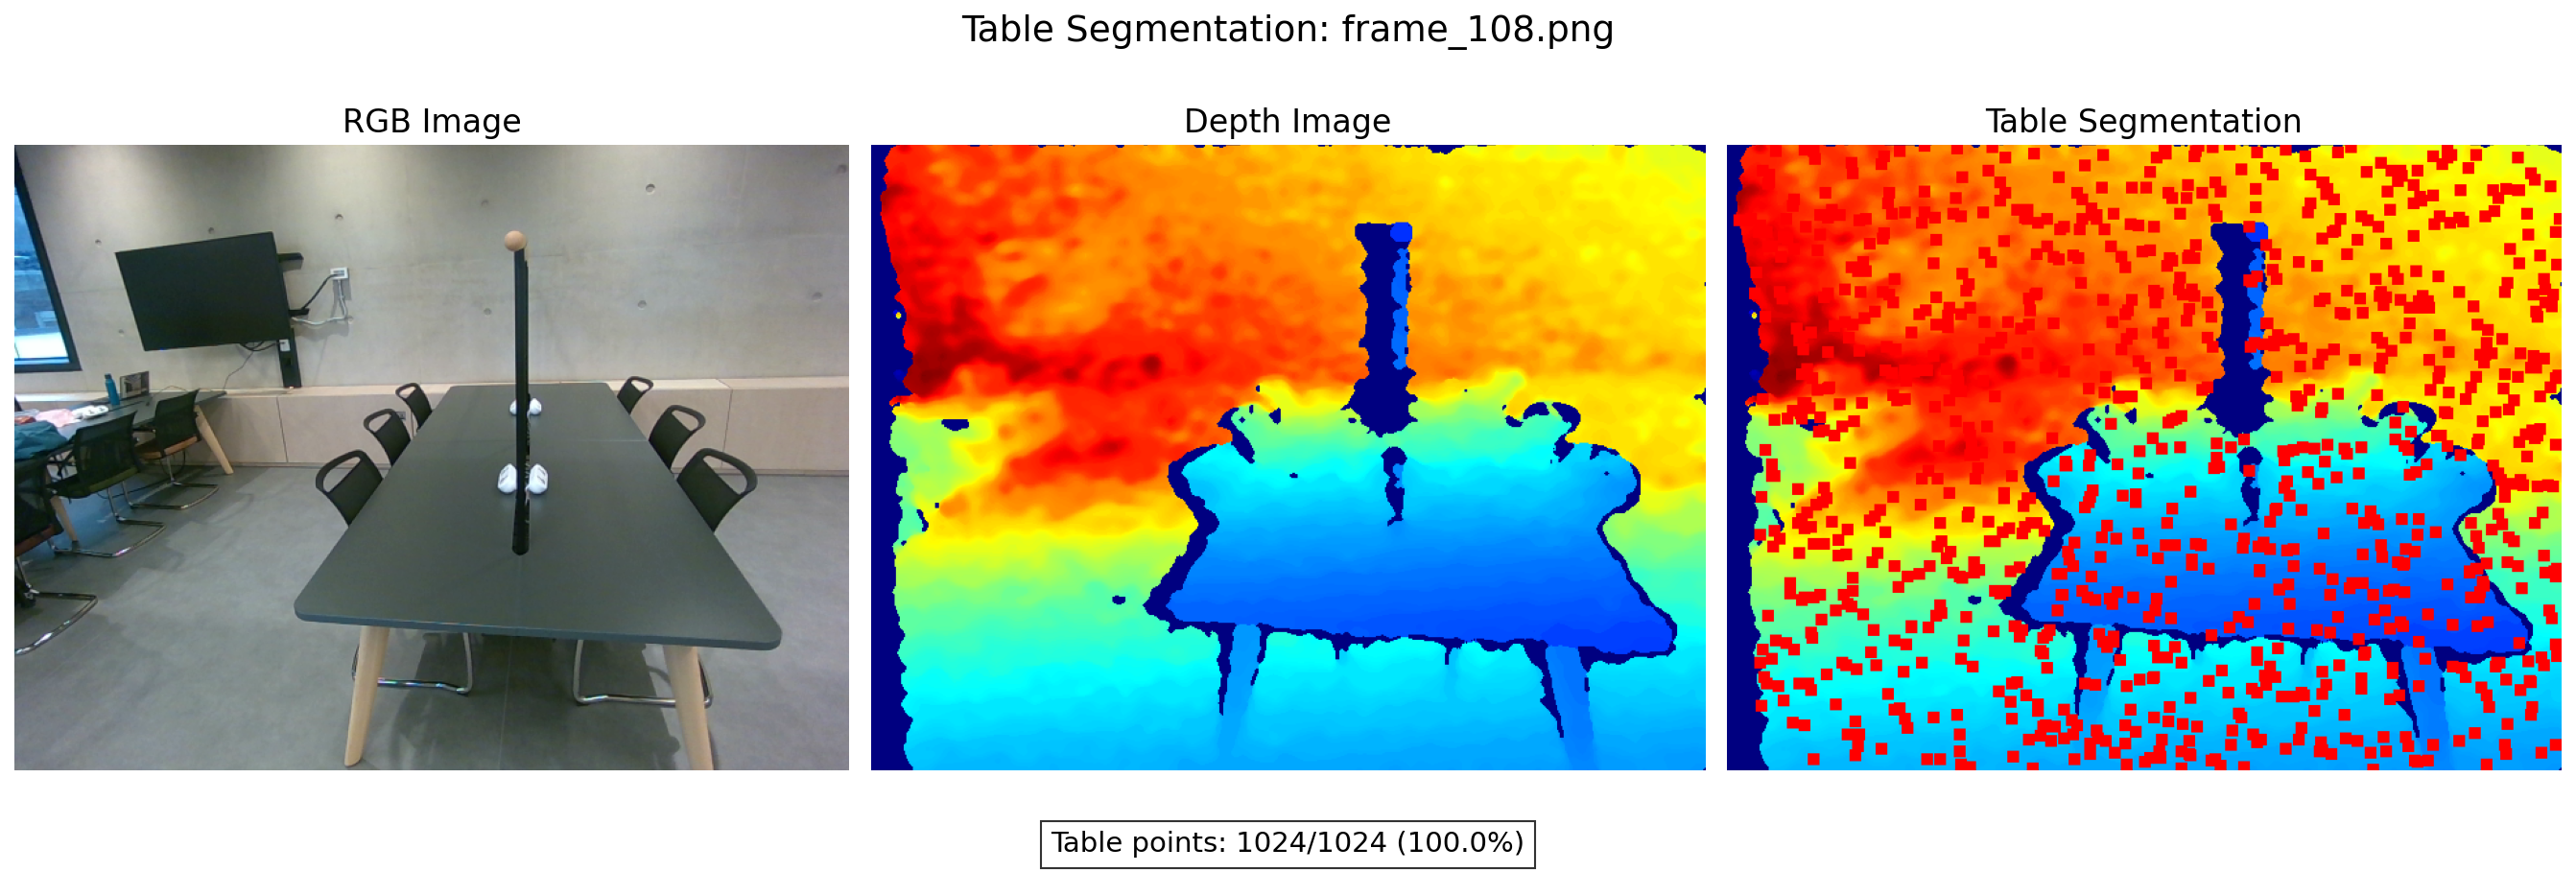 Table Segmentation: frame_108.png
RGB Image
Depth Image
Table Segmentation
Table points: 1024/1024 (100.0%)